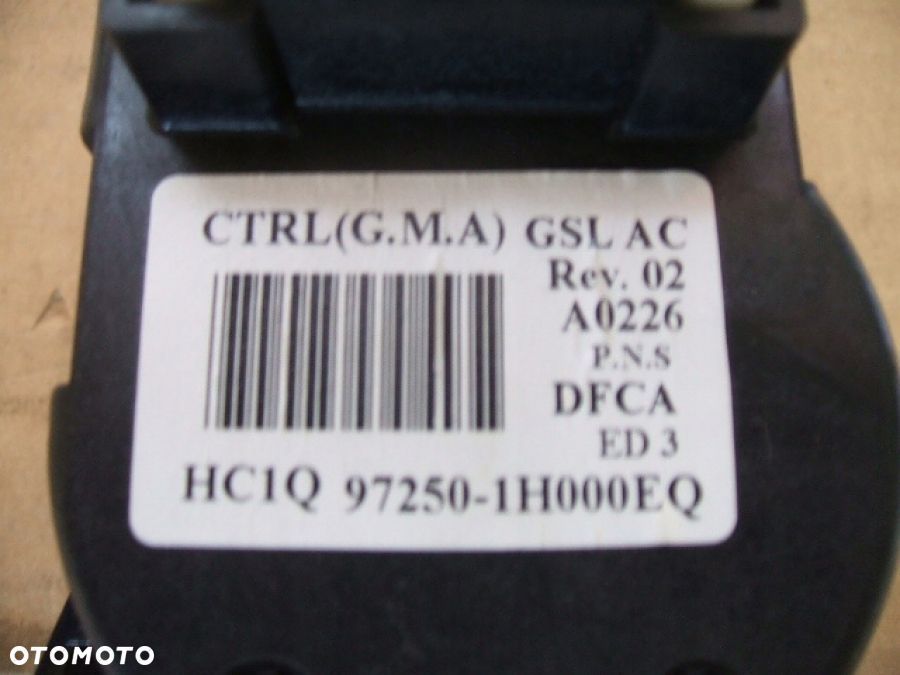 CTRL(G.M.A) GSL AC
Rev. 02
A0226
P.N.S
DFCA
ED 3
HC1Q 97250-1H000EQ
OTOMOTO